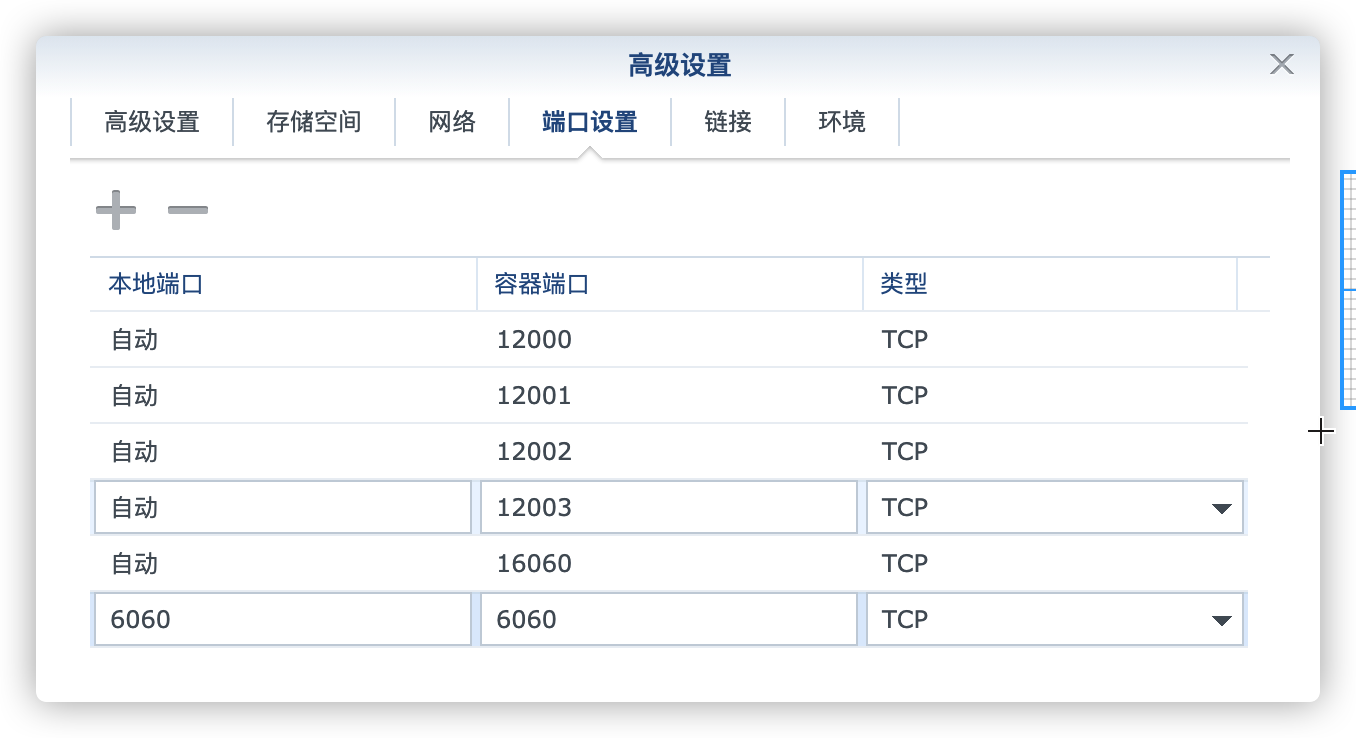 高级设置
高级设置 存储空间 网络 端口设置 链接 环境
本地端口 容器端口 类型
自动 12000 TCP
自动 12001 TCP
自动 12002 TCP
自动 12003 TCP
自动 16060 TCP
6060 6060 TCP